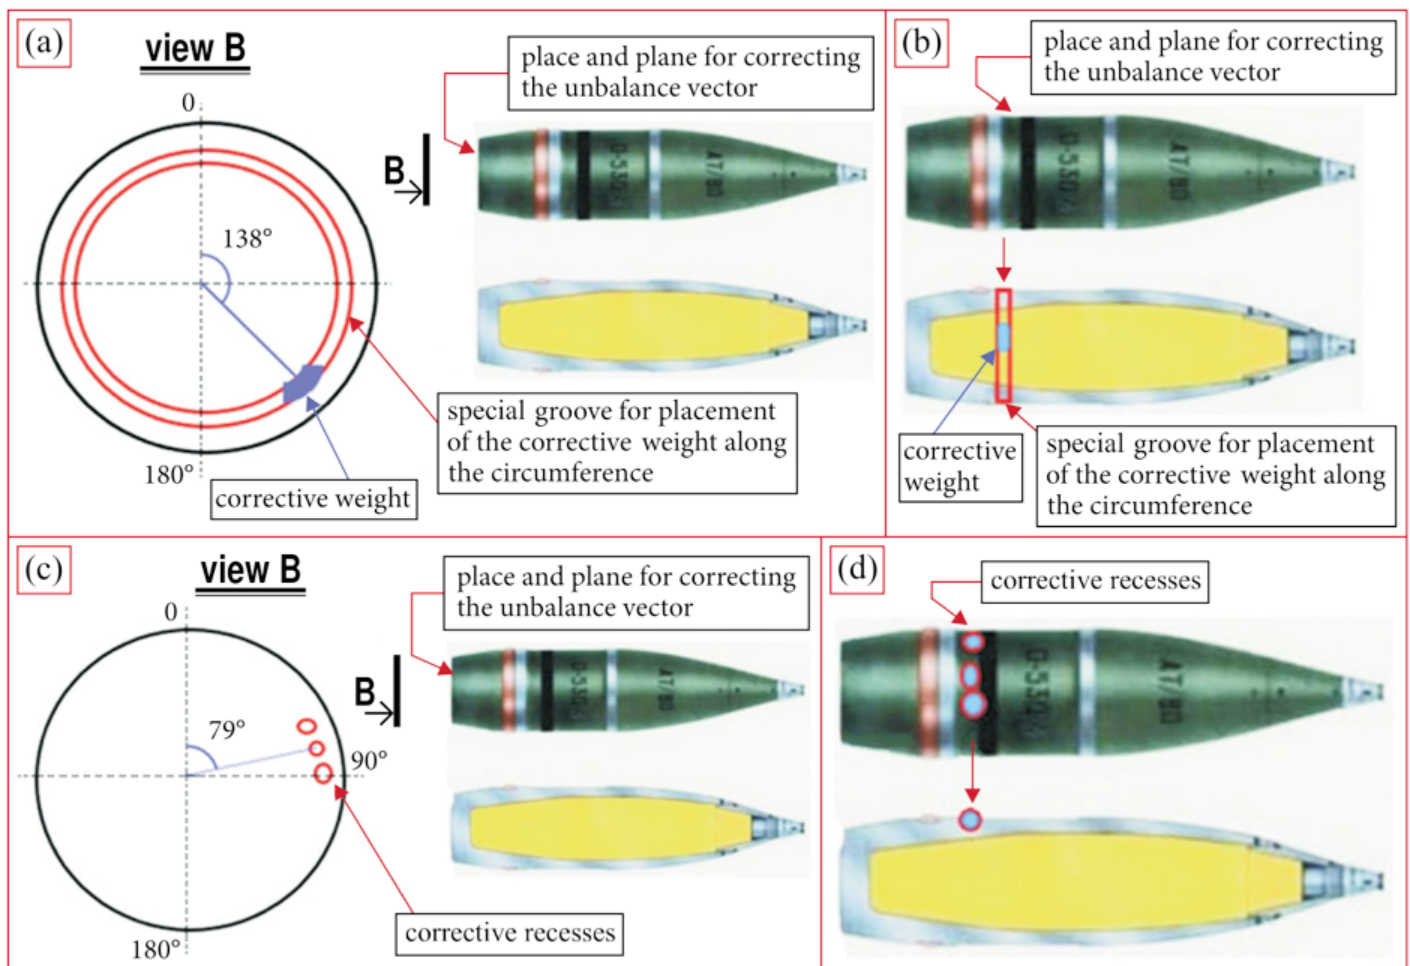 (a)
view B
0
138°
180°
corrective weight
place and plane for correcting
the unbalance vector
B
special groove for placement
of the corrective weight along
the circumference
(b)
place and plane for correcting
the unbalance vector
corrective
weight
special groove for placement
of the corrective weight along
the circumference
(c)
view B
0
79°
90°
180°
corrective recesses
place and plane for correcting
the unbalance vector
B
(d)
corrective recesses